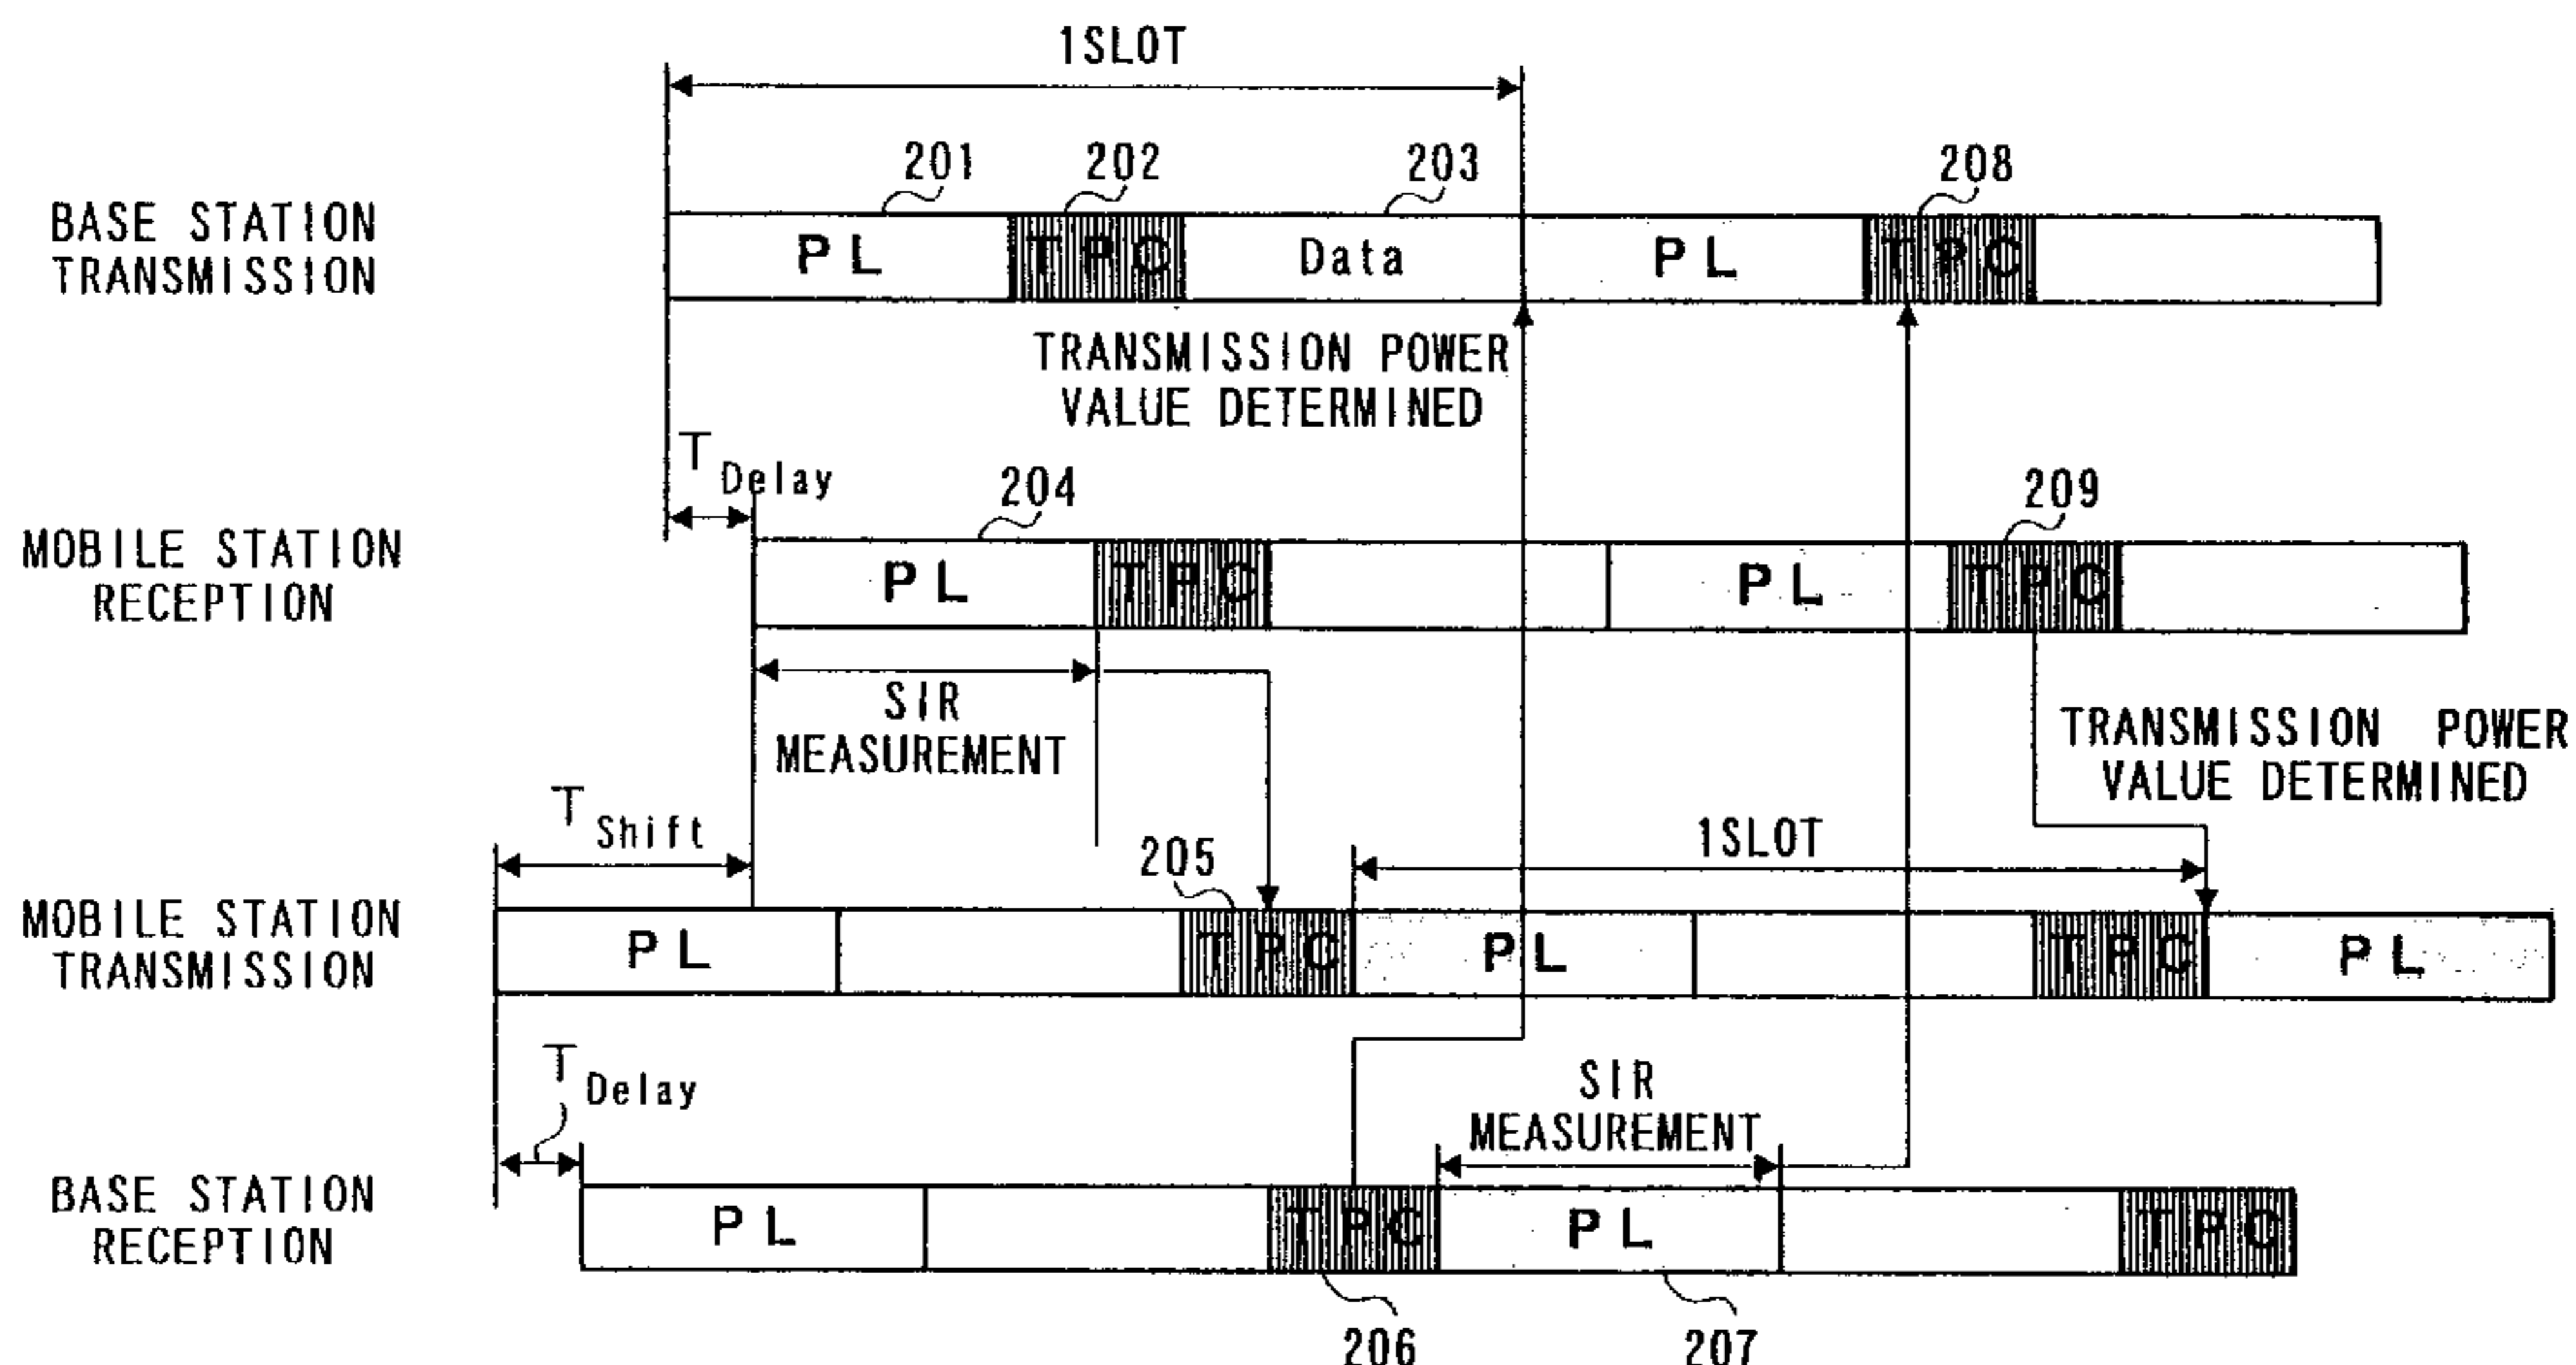 1SLOT
201 202 203 208
BASE STATION
TRANSMISSION
PL TPC Data PL TPC
TRANSMISSION POWER
VALUE DETERMINED
T Delay
204 209
MOBILE STATION
RECEPTION
PL TPC PL TPC
SIR
MEASUREMENT
TRANSMISSION POWER
VALUE DETERMINED
T Shift
205
1SLOT
MOBILE STATION
TRANSMISSION
PL TPC PL TPC PL
T Delay
SIR
MEASUREMENT
BASE STATION
RECEPTION
PL TPC PL TPC
206 207